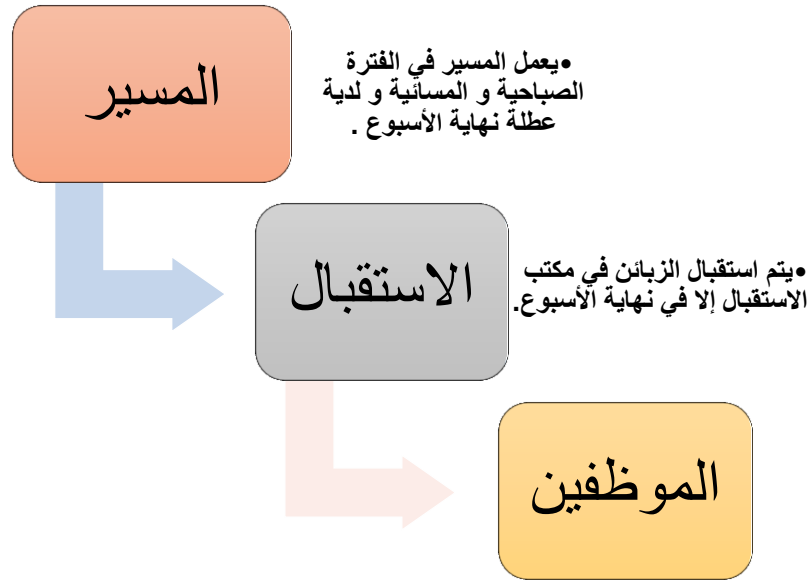 المسير
•يعمل المسير في الفترة
الصباحية و المسائية و لدية
عطلة نهاية الأسبوع .
الاستقبال
•يتم استقبال الزبائن في مكتب
الاستقبال إلا في نهاية الأسبوع.
الموظفين